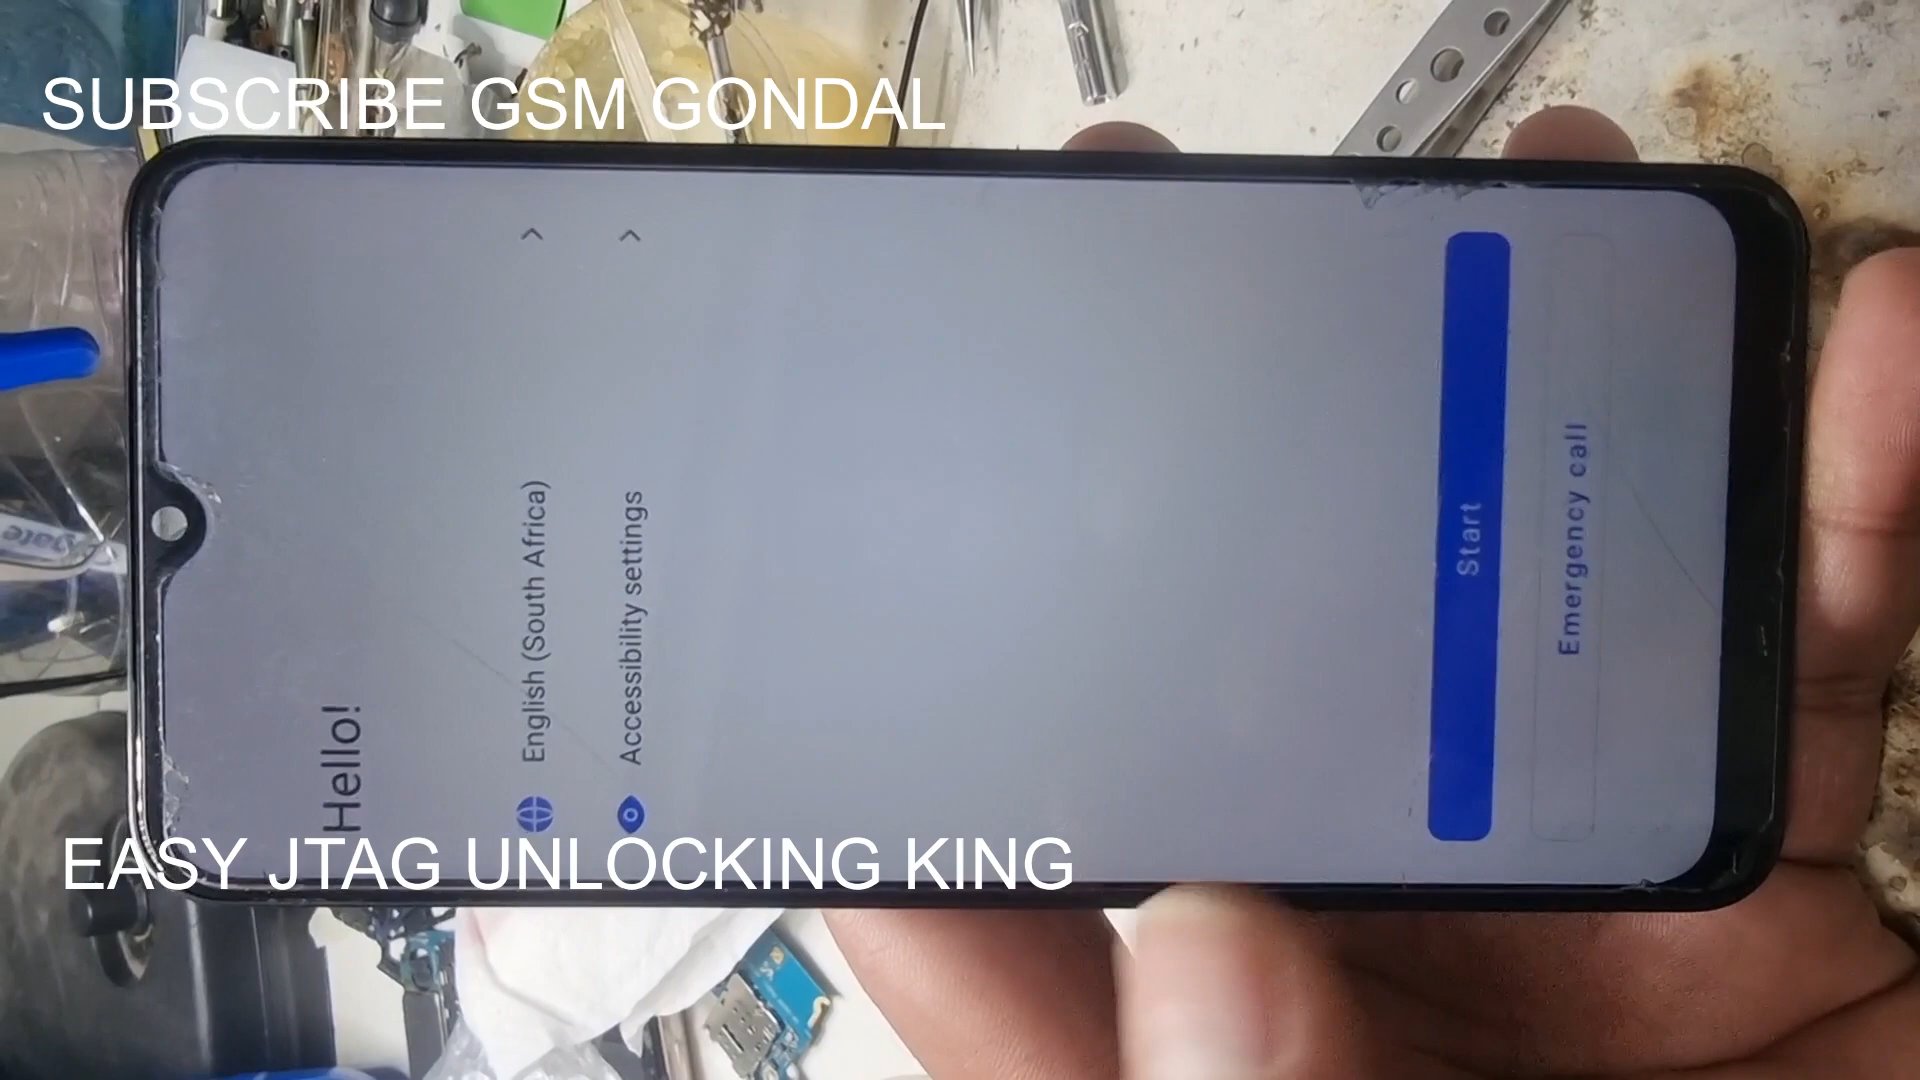 SUBSCRIBE GSM GONDAL
Hello!
English (South Africa)
Accessibility settings
Start
Emergency call
EASY JTAG UNLOCKING KING